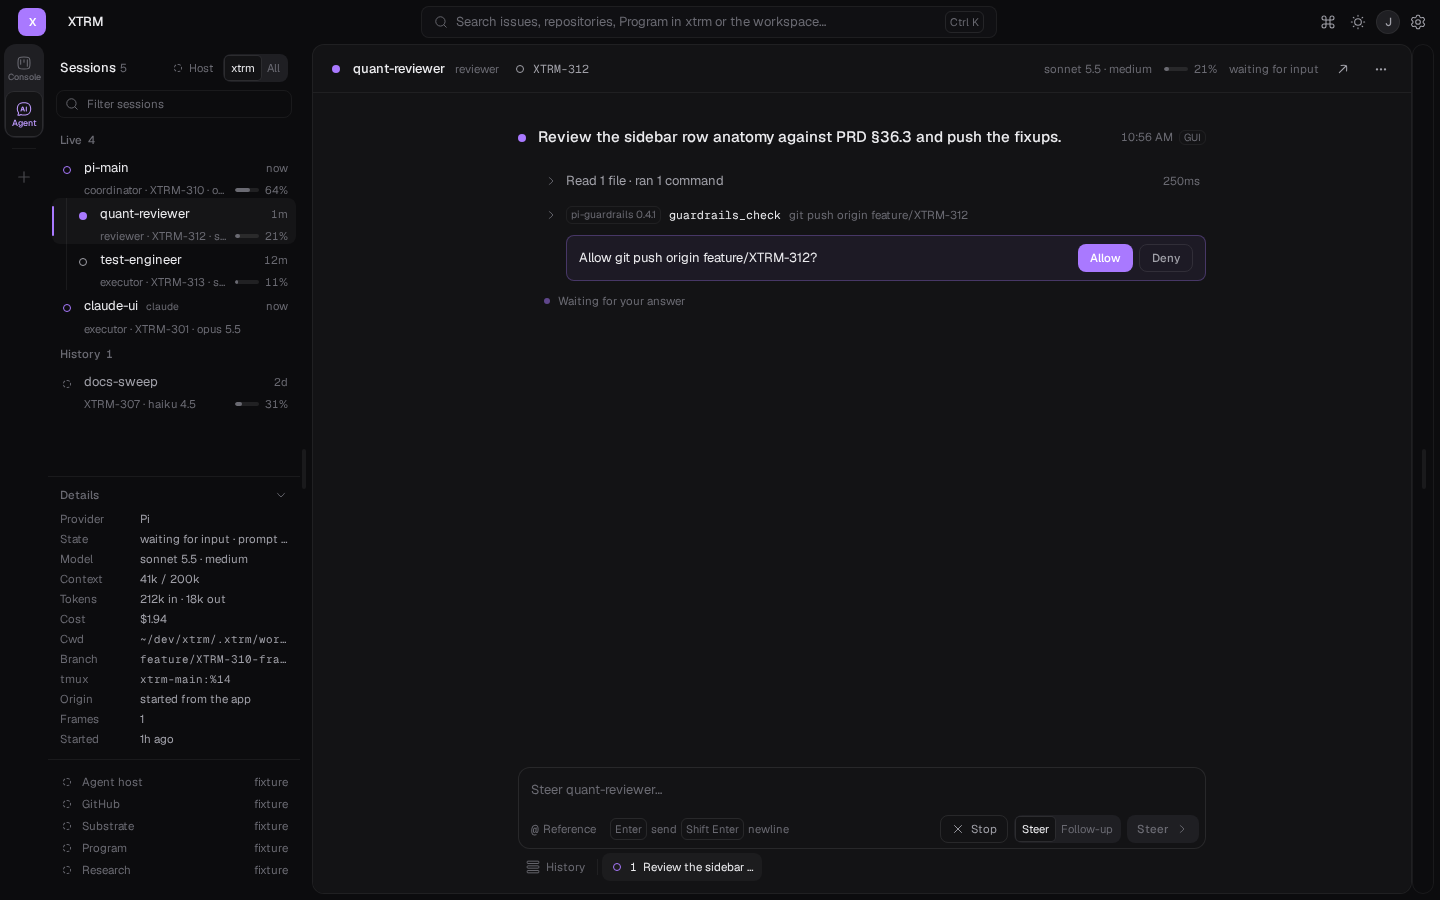 X XTRM Search issues, repositories, Program in xtrm or the workspace... Ctrl K J
Console
AI
Agent
Sessions 5 Host xtrm All
Filter sessions
Live 4
pi-main now
coordinator · XTRM-310 · o... 64%
quant-reviewer 1m
reviewer · XTRM-312 · s... 21%
test-engineer 12m
executor · XTRM-313 · s... 11%
claude-ui claude now
executor · XTRM-301 · opus 5.5
History 1
docs-sweep 2d
XTRM-307 · haiku 4.5 31%
Details
Provider Pi
State waiting for input · prompt ...
Model sonnet 5.5 · medium
Context 41k / 200k
Tokens 212k in · 18k out
Cost $1.94
Cwd ~/dev/xtrm/.xtrm/wor...
Branch feature/XTRM-310-fra...
tmux xtrm-main:%14
Origin started from the app
Frames 1
Started 1h ago
Agent host fixture
GitHub fixture
Substrate fixture
Program fixture
Research fixture
quant-reviewer reviewer XTRM-312 sonnet 5.5 · medium 21% waiting for input
Review the sidebar row anatomy against PRD §36.3 and push the fixups. 10:56 AM GUI
Read 1 file · ran 1 command 250ms
pi-guardrails 0.4.1 guardrails_check git push origin feature/XTRM-312
Allow git push origin feature/XTRM-312? Allow Deny
Waiting for your answer
Steer quant-reviewer...
@ Reference Enter send Shift Enter newline Stop Steer Follow-up Steer
History 1 Review the sidebar ...